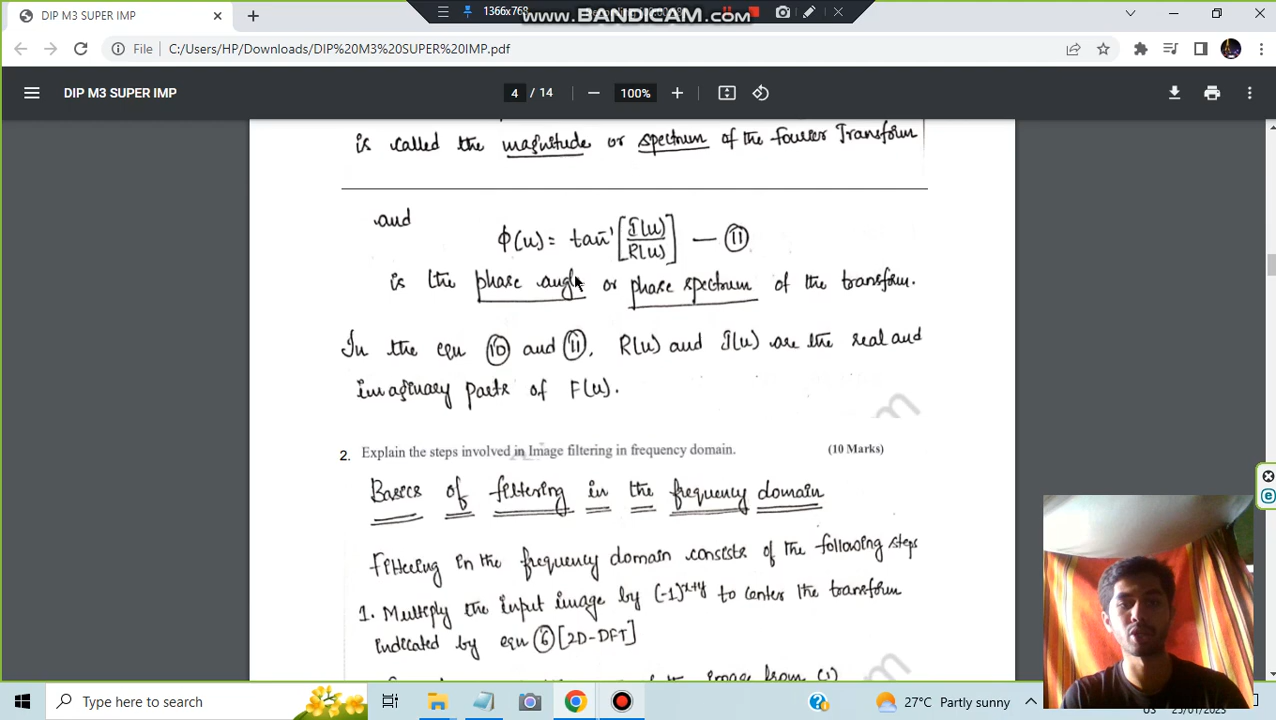 DIP M3 SUPER IMP
1366x768
www.BANDICAM.com
File | C:/Users/HP/Downloads/DIP%20M3%20SUPER%20IMP.pdf
DIP M3 SUPER IMP
4 / 14
100%
is called the magnitude or spectrum of the Fourier Transform
and
Φ(u) = tan⁻¹ [I(u)/R(u)] — ⑪
is the phase angle or phase spectrum of the transform.
In the eqn ⑩ and ⑪, R(u) and I(u) are the real and
imaginary parts of F(u).
2. Explain the steps involved in Image filtering in frequency domain. (10 Marks)
Basics of filtering in the frequency domain
Filtering in the frequency domain consists of the following steps
1. Multiply the input image by (-1)ˣ⁺ʸ to center the transform
indicated by eqn ⑥ [2D-DFT]
image from (1)
Type here to search
27°C Partly sunny